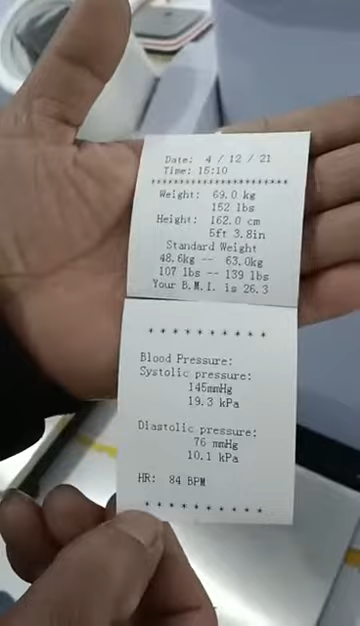 Date: 4 / 12 / 21
Time: 15:10
************************
Weight: 69.0 kg
152 lbs
Height: 162.0 cm
5ft 3.8in
Standard Weight
48.6kg -- 63.0kg
107 lbs -- 139 lbs
Your B.M.I. is 26.3
* * * * * * * * *
Blood Pressure:
Systolic pressure:
145mmHg
19.3 kPa
Diastolic pressure:
76 mmHg
10.1 kPa
HR: 84 BPM
* * * * * * * * *